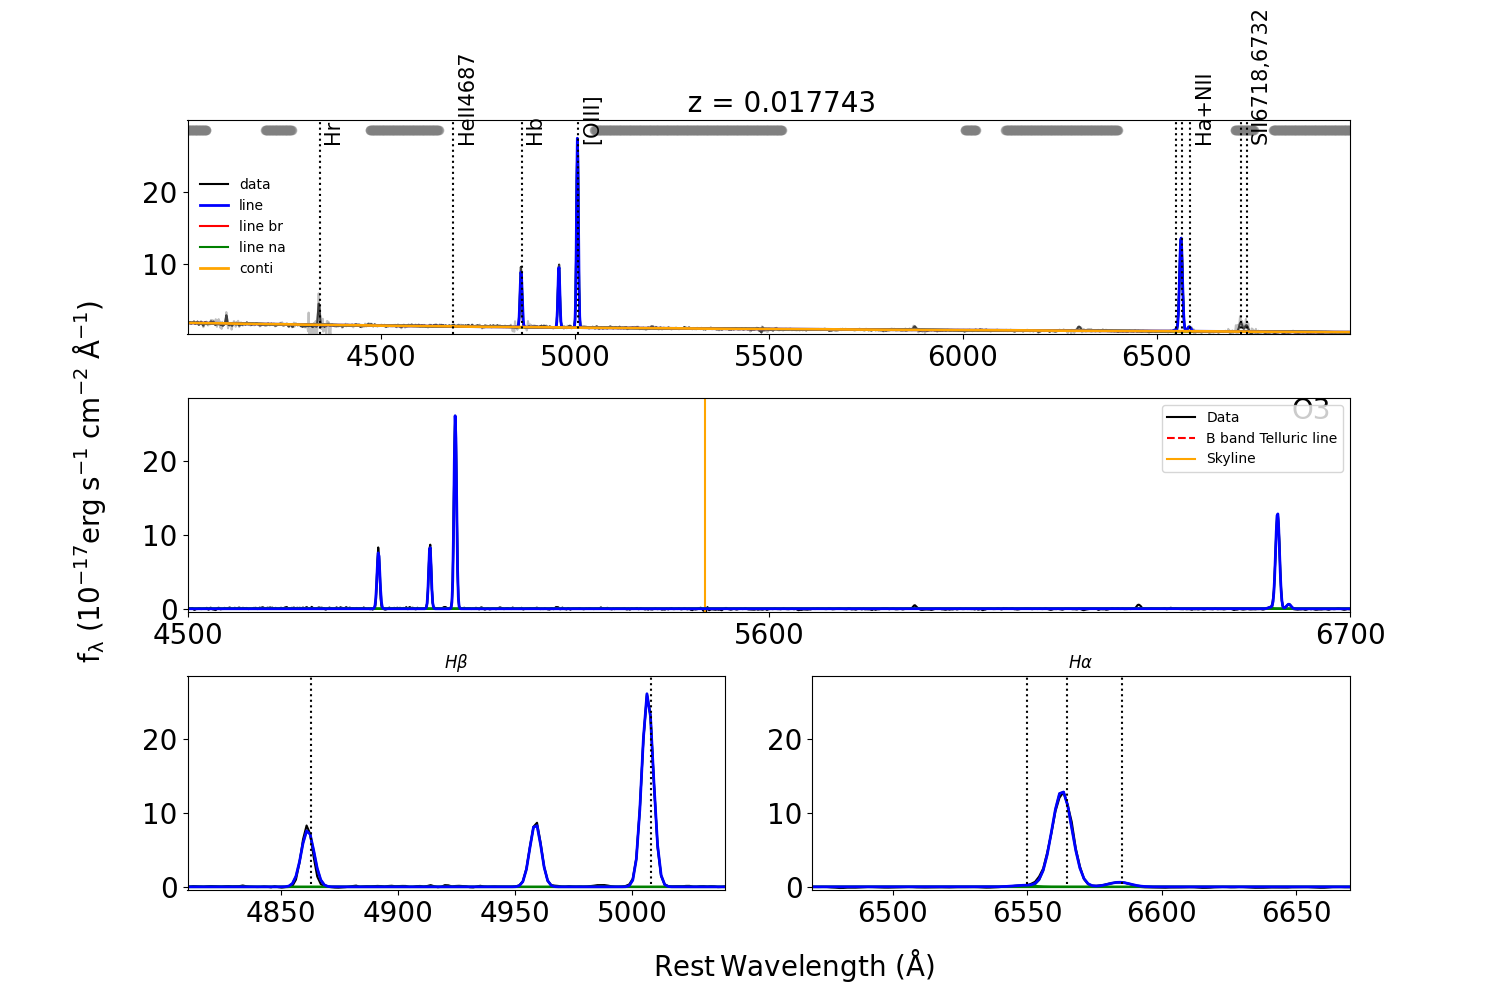 z = 0.017743
Hr
HeII4687
Hb
[OIII]
Ha+NII
SII6718,6732
data
line
line br
line na
conti
20
10
4500 5000 5500 6000 6500
O3
Data
B band Telluric line
Skyline
20
10
0
4500 5600 6700
fλ (10⁻¹⁷erg s⁻¹ cm⁻² Å⁻¹)
Hβ
20
10
0
4850 4900 4950 5000
Hα
20
10
0
6500 6550 6600 6650
Rest Wavelength (Å)